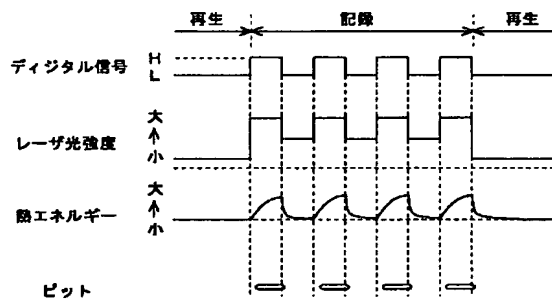 再生 記録 再生
ディジタル信号 H L
レーザ光強度 大 ↑ 小
熱エネルギー 大 ↑ 小
ピット